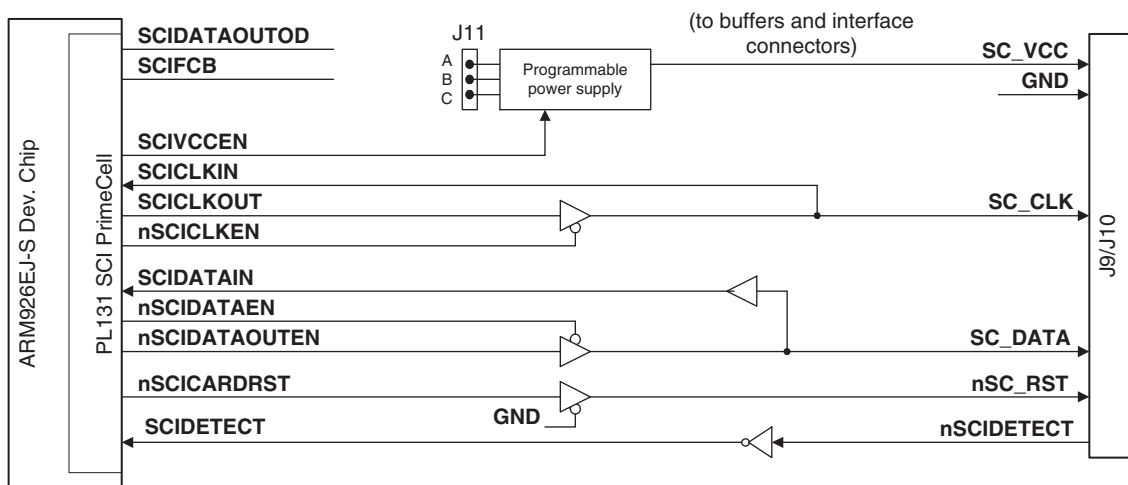 ARM926EJ-S Dev. Chip
PL131 SCI PrimeCell
SCIDATAOUTOD
SCIFCB
J11
A
B
C
Programmable
power supply
(to buffers and interface
connectors)
SC_VCC
GND
SCIVCCEN
SCICLKIN
SCICLKOUT
SC_CLK
nSCICLKEN
SCIDATAIN
nSCIDATAEN
nSCIDATAOUTEN
SC_DATA
nSCICARDRST
nSC_RST
GND
SCIDETECT
nSCIDETECT
J9/J10